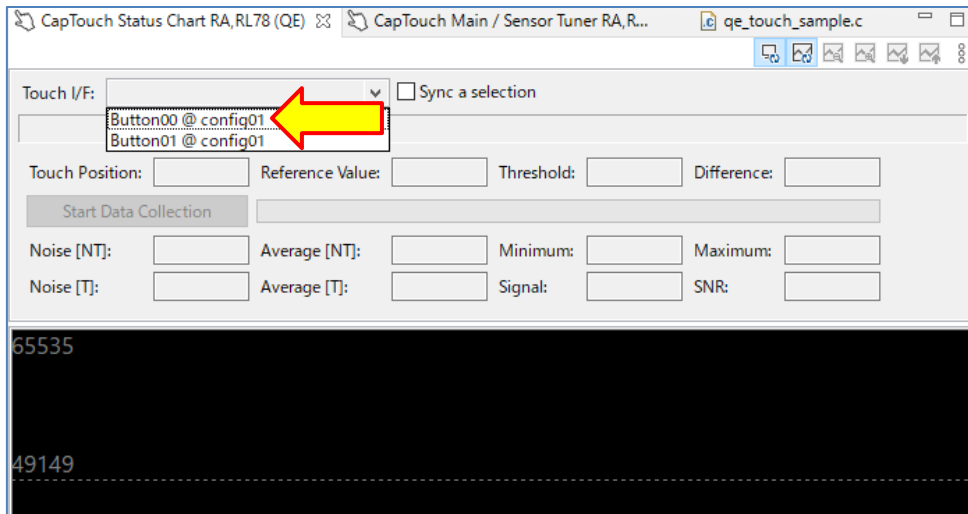 CapTouch Status Chart RA,RL78 (QE) CapTouch Main / Sensor Tuner RA,R... qe_touch_sample.c
Touch I/F: Sync a selection
Button00 @ config01
Button01 @ config01
Touch Position: Reference Value: Threshold: Difference:
Start Data Collection
Noise [NT]: Average [NT]: Minimum: Maximum:
Noise [T]: Average [T]: Signal: SNR:
65535
49149